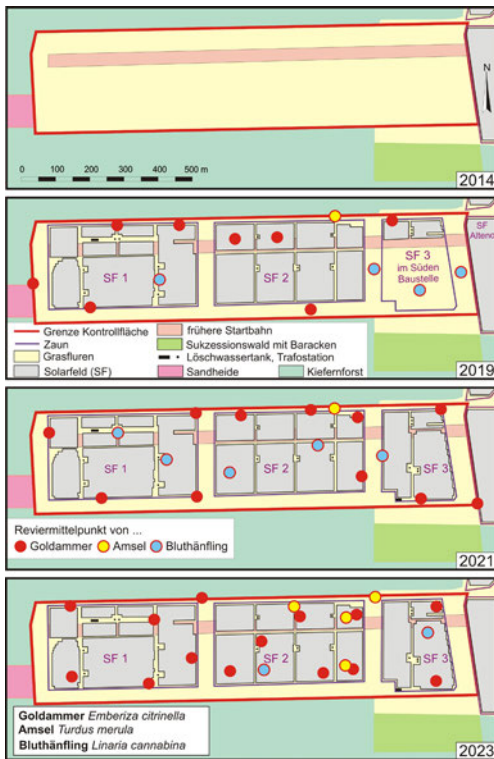 N
0 100 200 300 400 500 m
2014
SF 1
SF 2
SF 3
im Süden
Baustelle
SF
Altend.
Grenze Kontrollfläche
Zaun
Grasfluren
Solarfeld (SF)
frühere Startbahn
Sukzessionswald mit Baracken
Löschwassertank, Trafostation
Sandheide
Kiefernforst
2019
SF 1
SF 2
SF 3
Reviermittelpunkt von ...
Goldammer Amsel Bluthänfling
2021
SF 1
SF 2
SF 3
Goldammer Emberiza citrinella
Amsel Turdus merula
Bluthänfling Linaria cannabina
2023